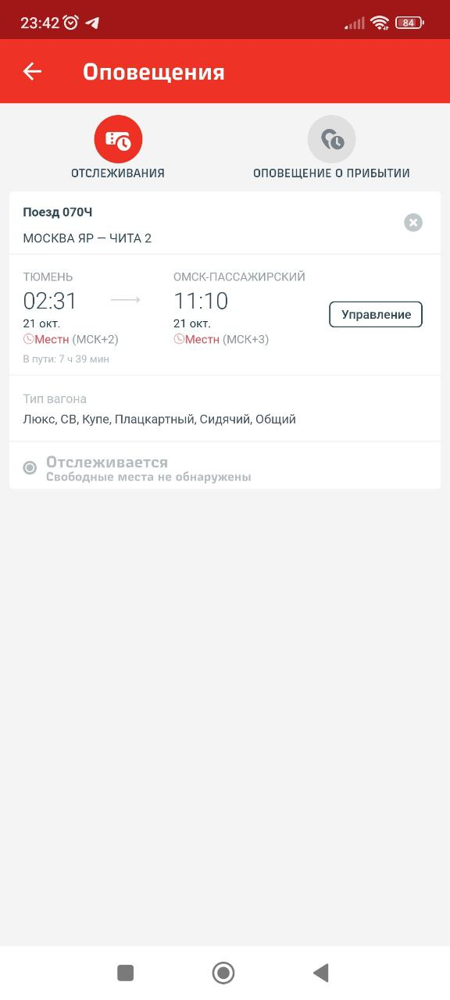 23:42
84
Оповещения
ОТСЛЕЖИВАНИЯ
ОПОВЕЩЕНИЕ О ПРИБЫТИИ
Поезд 070Ч
МОСКВА ЯР — ЧИТА 2
ТЮМЕНЬ
ОМСК-ПАССАЖИРСКИЙ
02:31
11:10
21 окт.
21 окт.
Управление
Местн (МСК+2)
Местн (МСК+3)
В пути: 7 ч 39 мин
Тип вагона
Люкс, СВ, Купе, Плацкартный, Сидячий, Общий
Отслеживается
Свободные места не обнаружены